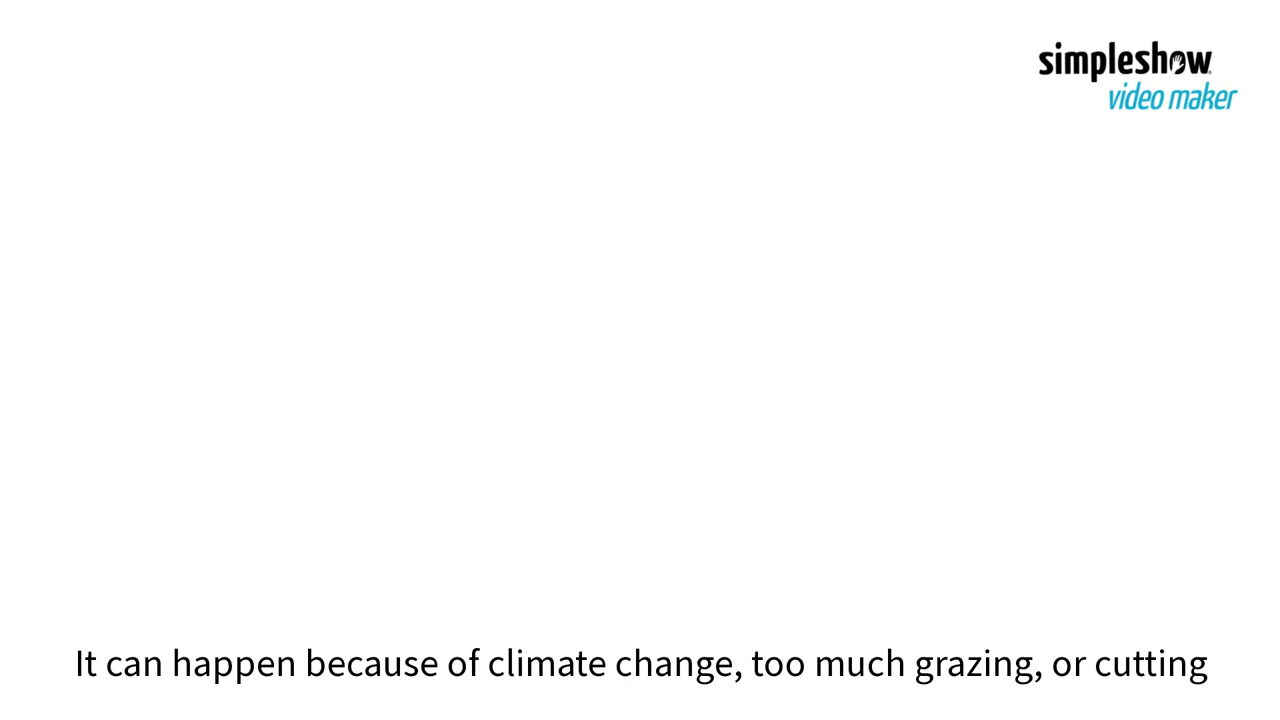 simpleshow
video maker
It can happen because of climate change, too much grazing, or cutting